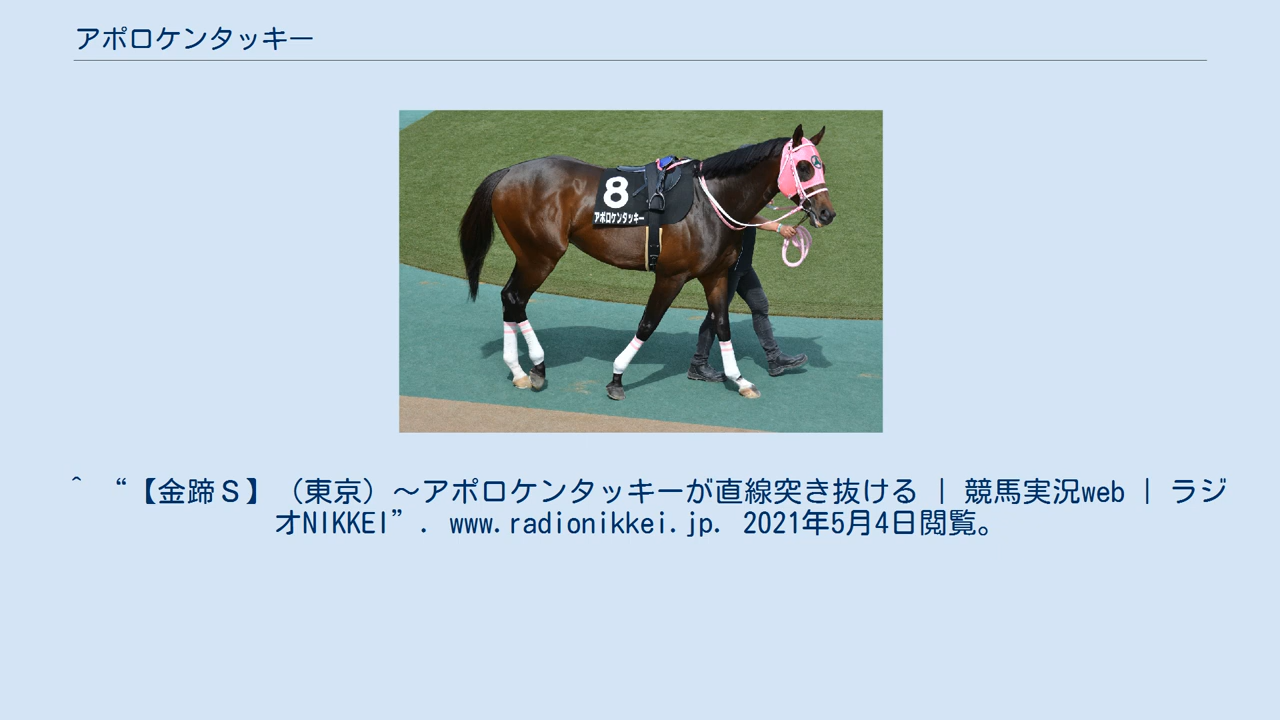 アポロケンタッキー
8
アポロケンタッキー
^ “【金蹄Ｓ】（東京）～アポロケンタッキーが直線突き抜ける | 競馬実況web | ラジ
オNIKKEI”. www.radionikkei.jp. 2021年5月4日閲覧。